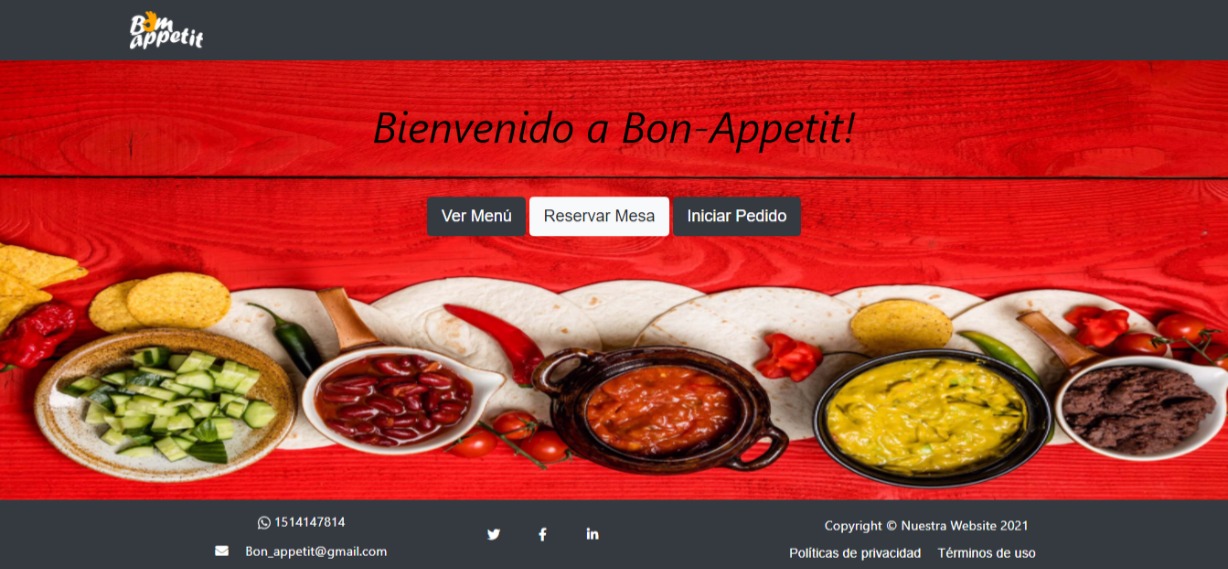 Bom
appetit
Bienvenido a Bon-Appetit!
Ver Menú
Reservar Mesa
Iniciar Pedido
1514147814
Bon_appetit@gmail.com
Copyright © Nuestra Website 2021
Políticas de privacidad
Términos de uso